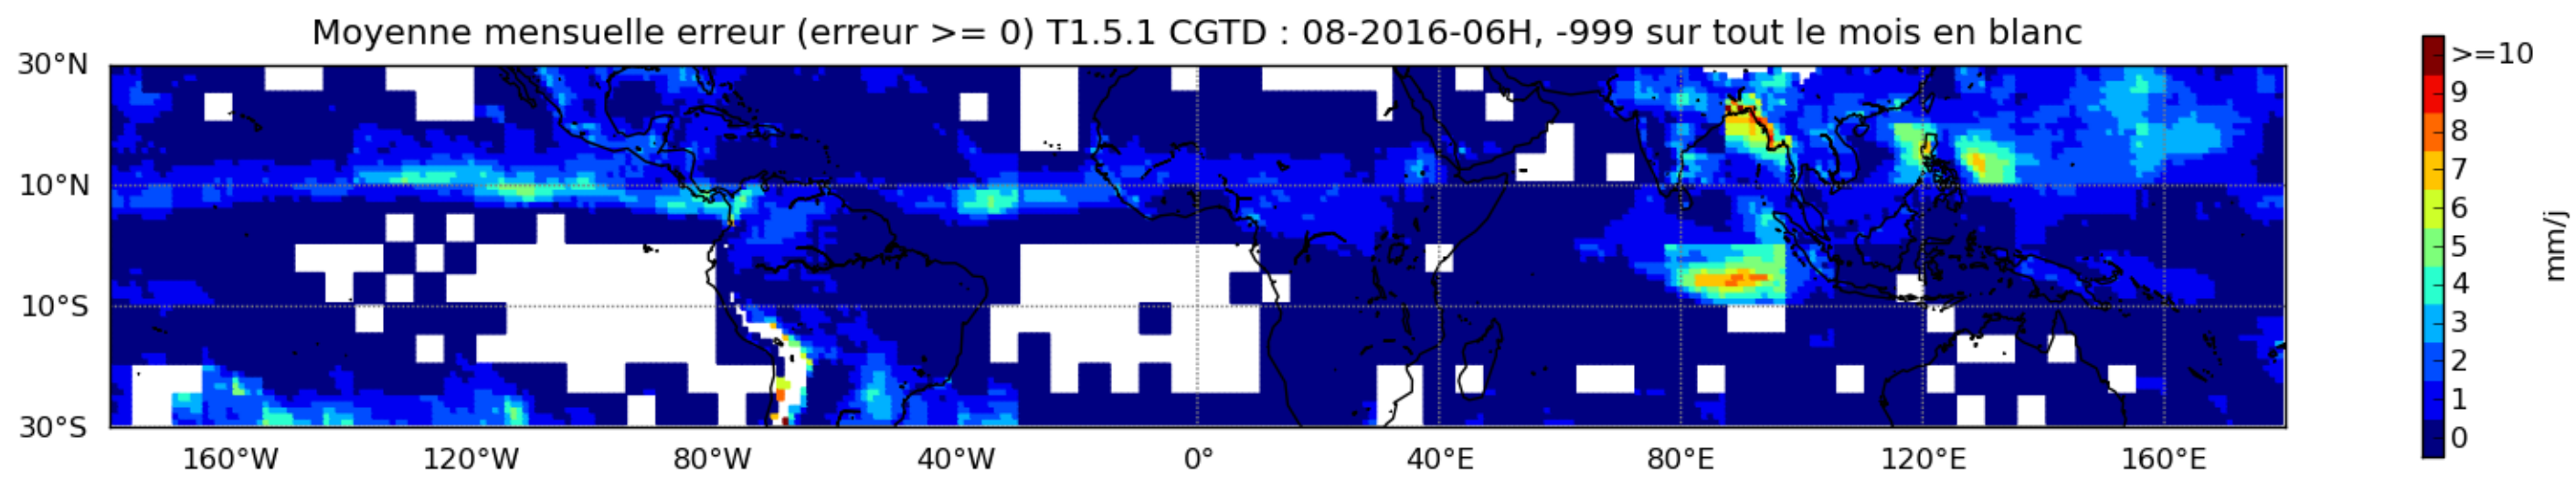 Moyenne mensuelle erreur (erreur >= 0) T1.5.1 CGTD : 08-2016-06H, -999 sur tout le mois en blanc
30°N
10°N
10°S
30°S
160°W 120°W 80°W 40°W 0° 40°E 80°E 120°E 160°E
>=10
9
8
7
6
5
4
3
2
1
0
mm/j